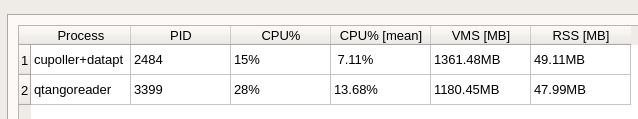 Process PID CPU% CPU% [mean] VMS [MB] RSS [MB]
1 cupoller+datapt 2484 15% 7.11% 1361.48MB 49.11MB
2 qtangoreader 3399 28% 13.68% 1180.45MB 47.99MB